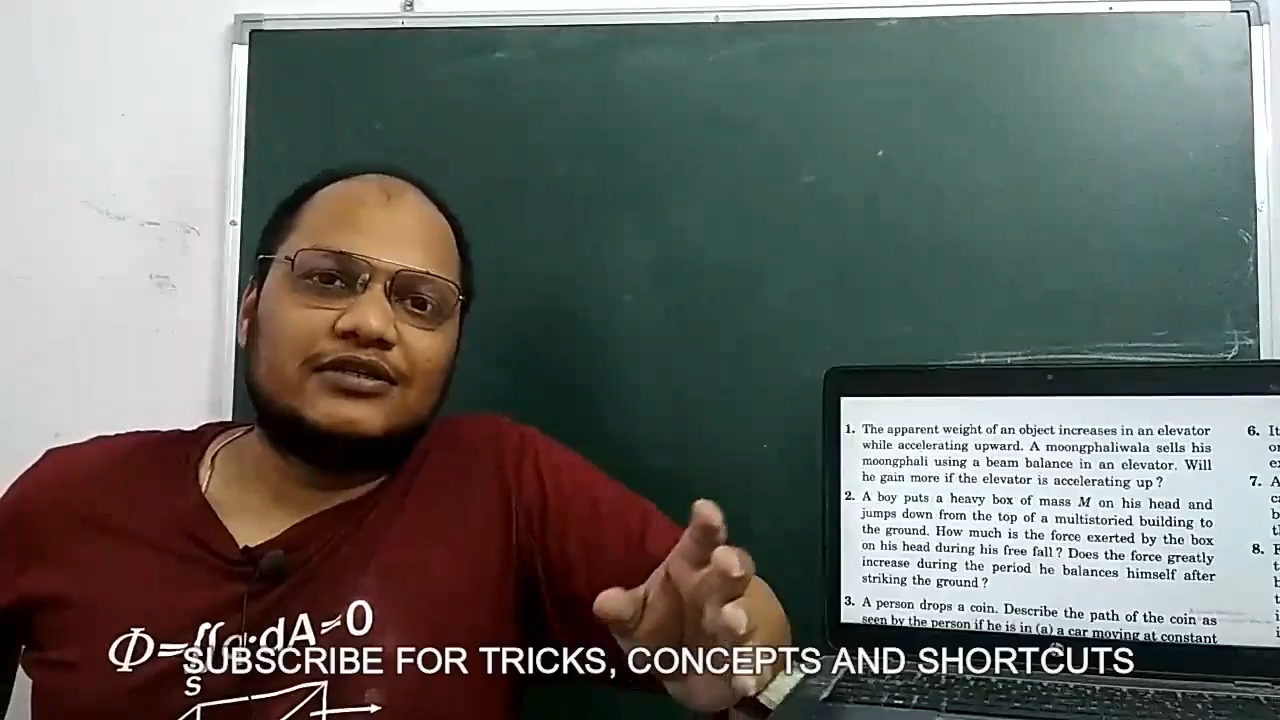 1. The apparent weight of an object increases in an elevator
while accelerating upward. A moongphaliwala sells his
moongphali using a beam balance in an elevator. Will
he gain more if the elevator is accelerating up ?
2. A boy puts a heavy box of mass M on his head and
jumps down from the top of a multistoried building to
the ground. How much is the force exerted by the box
on his head during his free fall ? Does the force greatly
increase during the period he balances himself after
striking the ground ?
3. A person drops a coin. Describe the path of the coin as
seen by the person if he is in (a) a car moving at constant
6. It
7. A
8.
SUBSCRIBE FOR TRICKS, CONCEPTS AND SHORTCUTS